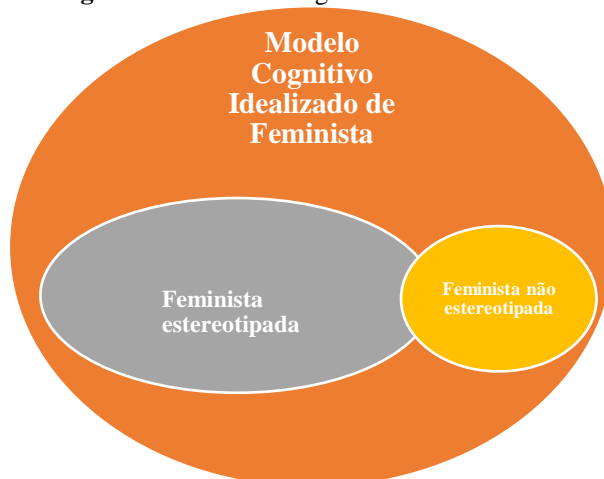 Modelo
Cognitivo
Idealizado de
Feminista
Feminista
estereotipada
Feminista não
estereotipada